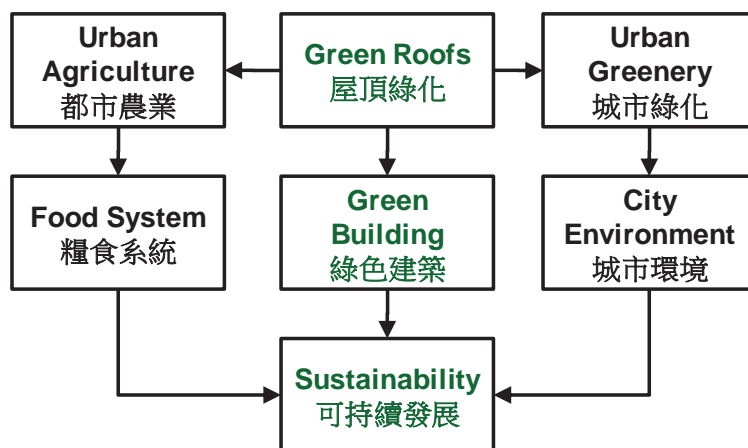 Urban
Agriculture
都市農業
Green Roofs
屋頂綠化
Urban
Greenery
城市綠化
Food System
糧食系統
Green
Building
綠色建築
City
Environment
城市環境
Sustainability
可持續發展